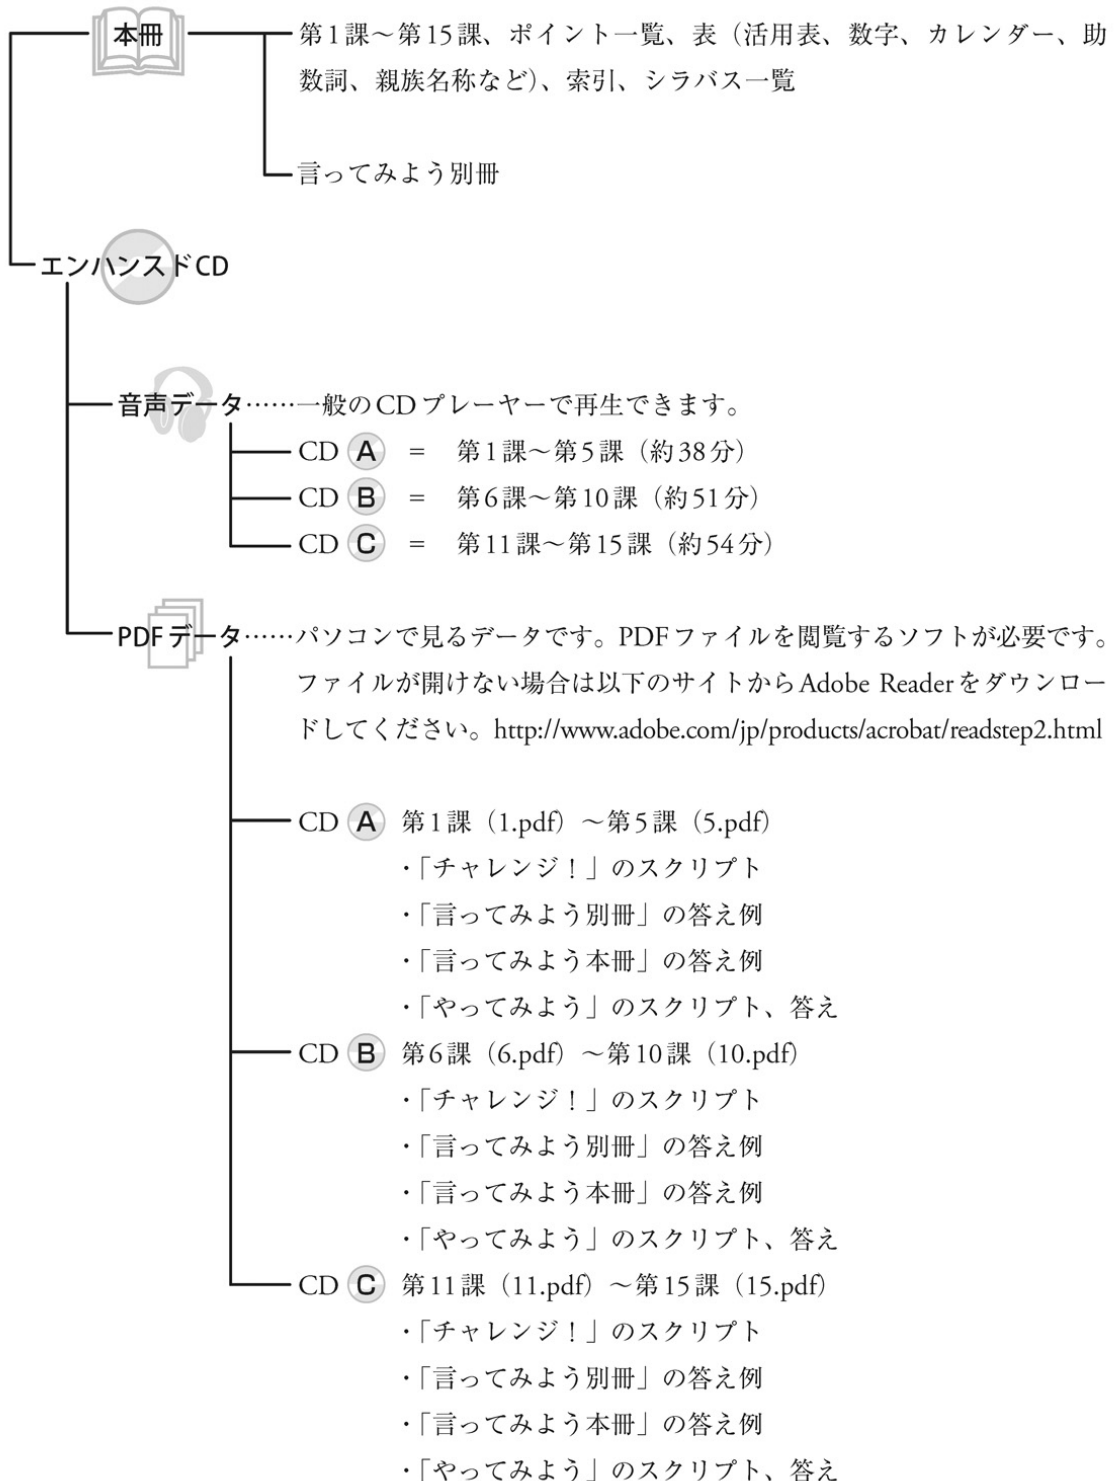 本冊
第1課～第15課、ポイント一覧、表（活用表、数字、カレンダー、助
数詞、親族名称など）、索引、シラバス一覧
言ってみよう別冊
エンハンスドCD
音声データ……一般のCDプレーヤーで再生できます。
CD A ＝ 第1課～第5課（約38分）
CD B ＝ 第6課～第10課（約51分）
CD C ＝ 第11課～第15課（約54分）
PDFデータ……パソコンで見るデータです。PDFファイルを閲覧するソフトが必要です。
ファイルが開けない場合は以下のサイトからAdobe Readerをダウンロー
ドしてください。http://www.adobe.com/jp/products/acrobat/readstep2.html
CD A 第1課（1.pdf）～第5課（5.pdf）
・「チャレンジ！」のスクリプト
・「言ってみよう別冊」の答え例
・「言ってみよう本冊」の答え例
・「やってみよう」のスクリプト、答え
CD B 第6課（6.pdf）～第10課（10.pdf）
・「チャレンジ！」のスクリプト
・「言ってみよう別冊」の答え例
・「言ってみよう本冊」の答え例
・「やってみよう」のスクリプト、答え
CD C 第11課（11.pdf）～第15課（15.pdf）
・「チャレンジ！」のスクリプト
・「言ってみよう別冊」の答え例
・「言ってみよう本冊」の答え例
・「やってみよう」のスクリプト、答え